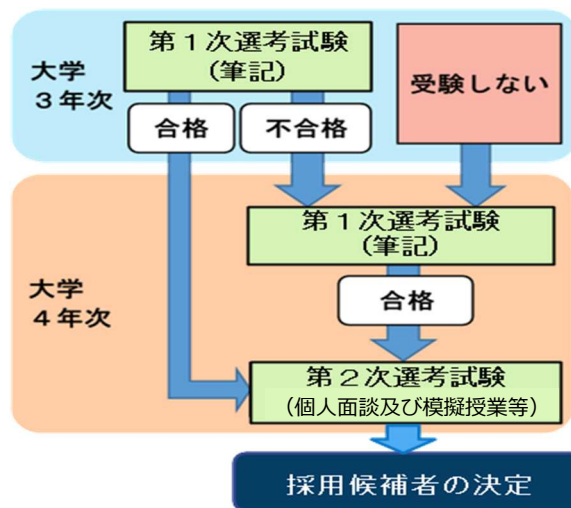 大学
３年次
第１次選考試験
（筆記）
受験しない
合格
不合格
大学
４年次
第１次選考試験
（筆記）
合格
第２次選考試験
（個人面談及び模擬授業等）
採用候補者の決定